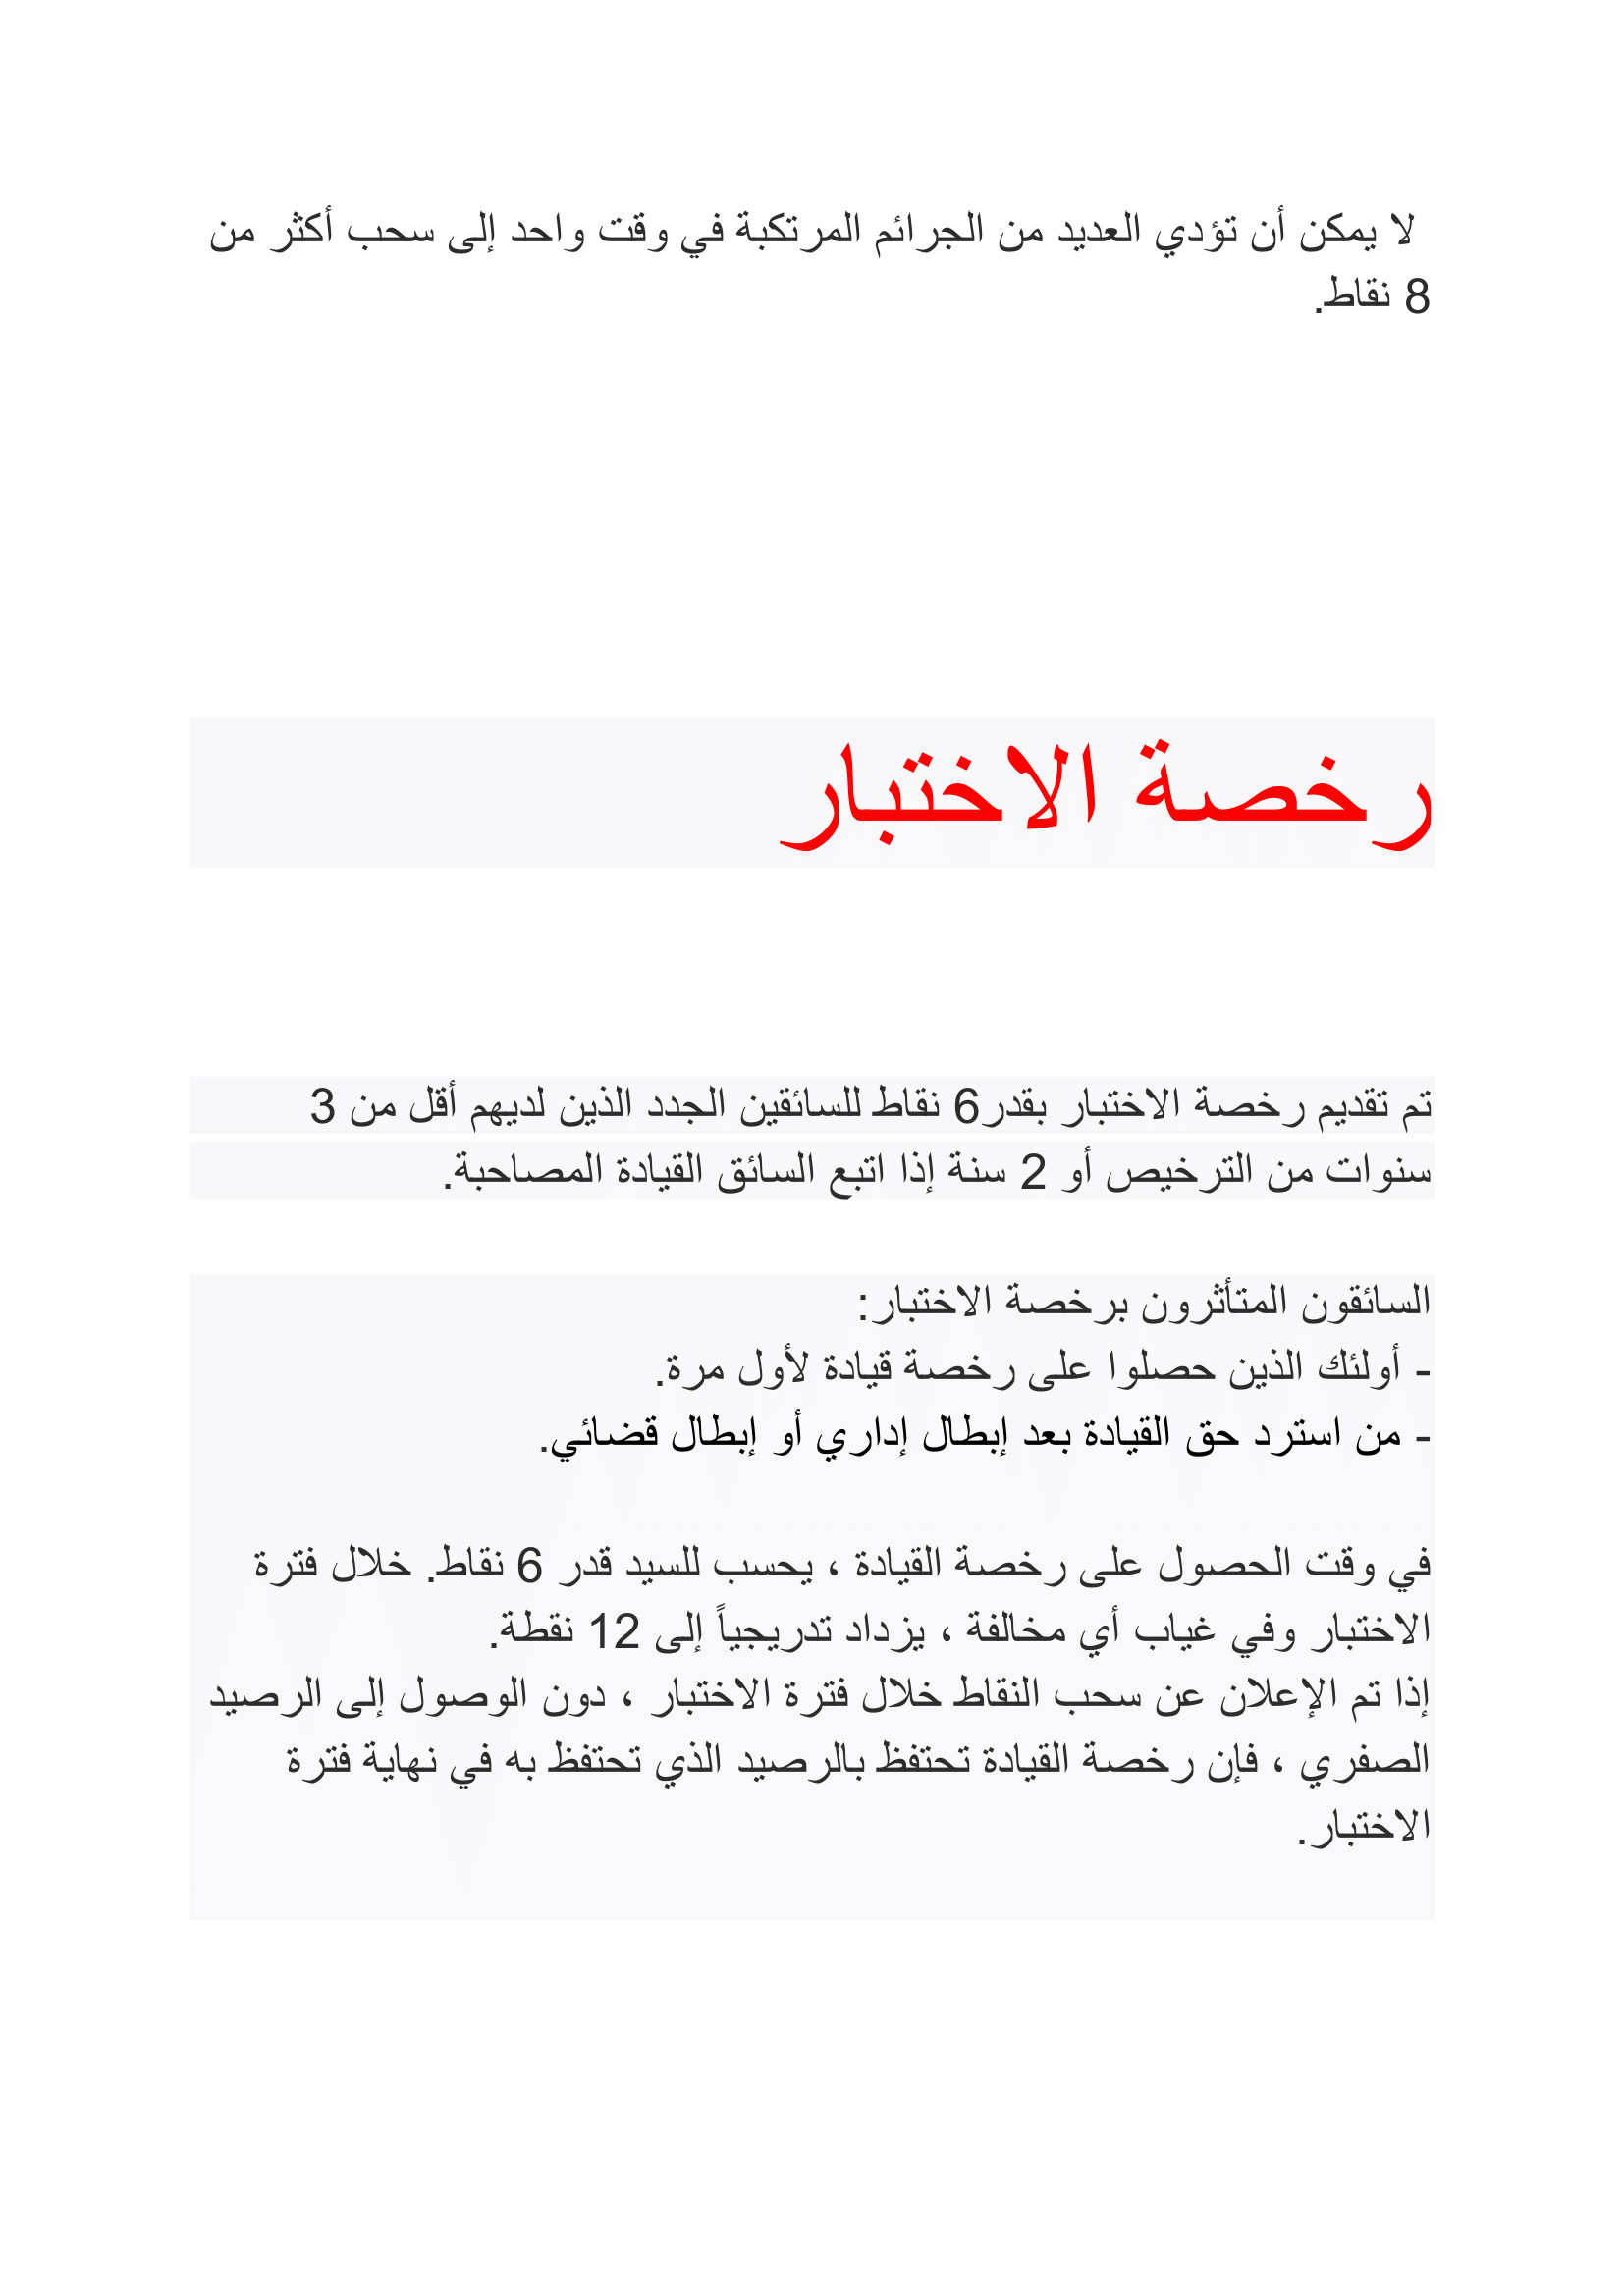 لا يمكن أن تؤدي العديد من الجرائم المرتكبة في وقت واحد إلى سحب أكثر من
8 نقاط.
رخصة الاختبار
تم تقديم رخصة الاختبار بقدر6 نقاط للسائقين الجدد الذين لديهم أقل من 3
سنوات من الترخيص أو 2 سنة إذا اتبع السائق القيادة المصاحبة.
السائقون المتأثرون برخصة الاختبار:
- أولئك الذين حصلوا على رخصة قيادة لأول مرة.
- من استرد حق القيادة بعد إبطال إداري أو إبطال قضائي.
في وقت الحصول على رخصة القيادة ، يحسب للسيد قدر 6 نقاط. خلال فترة
الاختبار وفي غياب أي مخالفة ، يزداد تدريجياً إلى 12 نقطة.
إذا تم الإعلان عن سحب النقاط خلال فترة الاختبار ، دون الوصول إلى الرصيد
الصفري ، فإن رخصة القيادة تحتفظ بالرصيد الذي تحتفظ به في نهاية فترة
الاختبار.